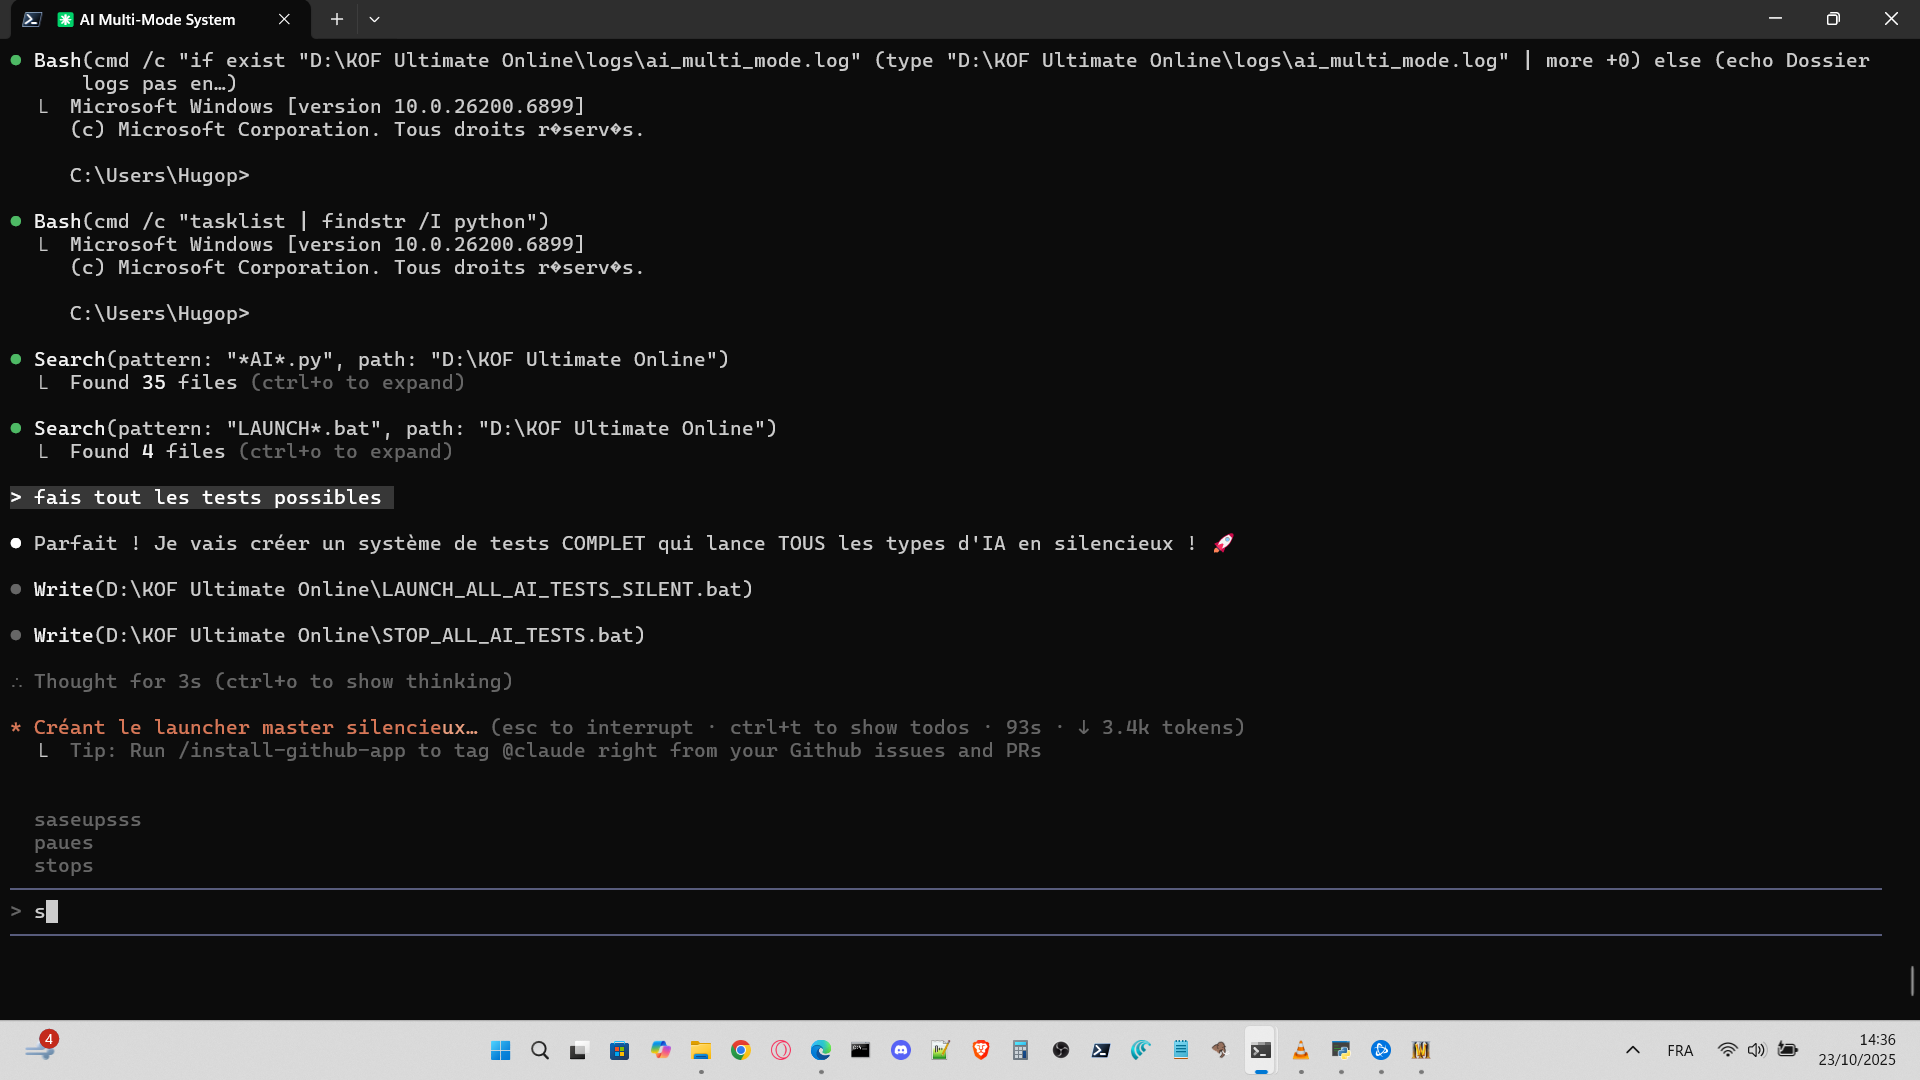 AI Multi-Mode System
● Bash(cmd /c "if exist "D:\KOF Ultimate Online\logs\ai_multi_mode.log" (type "D:\KOF Ultimate Online\logs\ai_multi_mode.log" | more +0) else (echo Dossier
logs pas en…)
└ Microsoft Windows [version 10.0.26200.6899]
(c) Microsoft Corporation. Tous droits r�serv�s.
C:\Users\Hugop>
● Bash(cmd /c "tasklist | findstr /I python")
└ Microsoft Windows [version 10.0.26200.6899]
(c) Microsoft Corporation. Tous droits r�serv�s.
C:\Users\Hugop>
● Search(pattern: "*AI*.py", path: "D:\KOF Ultimate Online")
└ Found 35 files (ctrl+o to expand)
● Search(pattern: "LAUNCH*.bat", path: "D:\KOF Ultimate Online")
└ Found 4 files (ctrl+o to expand)
> fais tout les tests possibles
● Parfait ! Je vais créer un système de tests COMPLET qui lance TOUS les types d'IA en silencieux ! 🚀
● Write(D:\KOF Ultimate Online\LAUNCH_ALL_AI_TESTS_SILENT.bat)
● Write(D:\KOF Ultimate Online\STOP_ALL_AI_TESTS.bat)
∴ Thought for 3s (ctrl+o to show thinking)
* Créant le launcher master silencieux… (esc to interrupt · ctrl+t to show todos · 93s · ↓ 3.4k tokens)
└ Tip: Run /install-github-app to tag @claude right from your Github issues and PRs
saseupsss
paues
stops
> s
4
FRA
14:36
23/10/2025